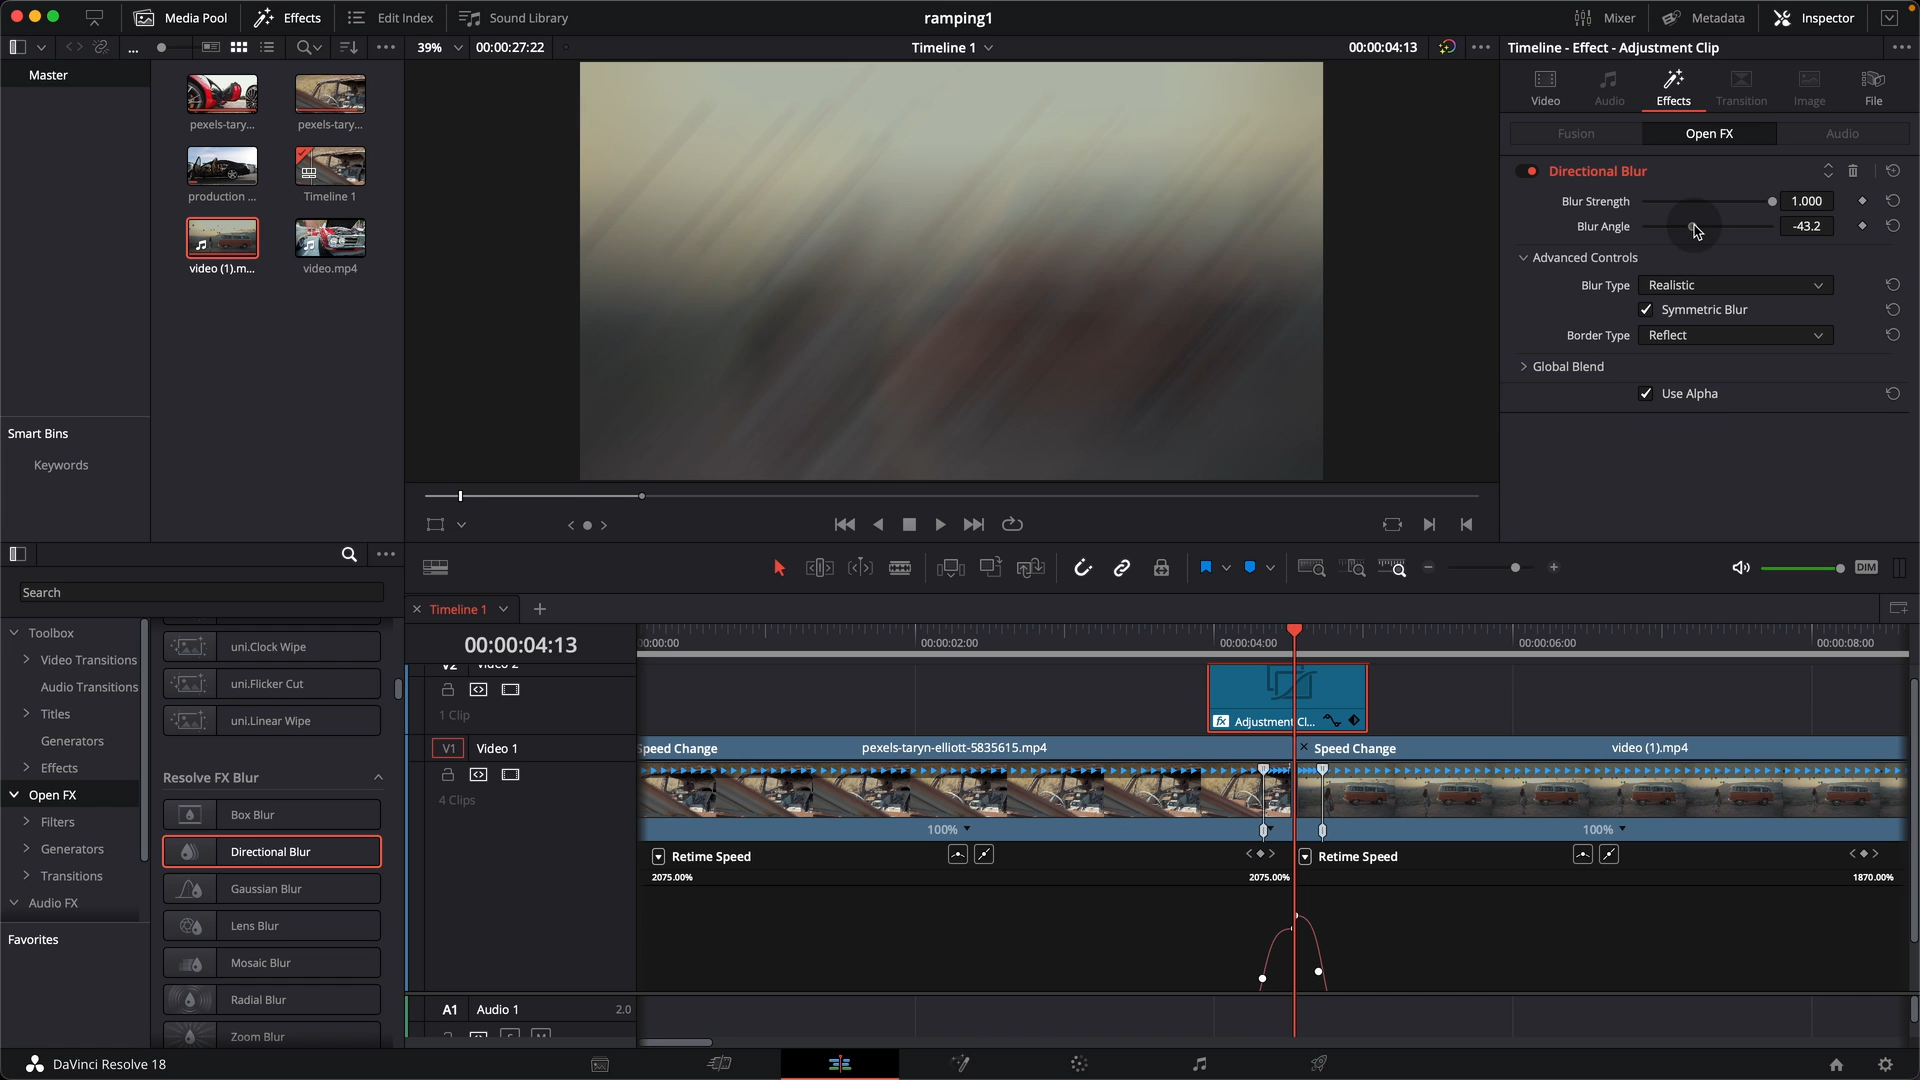 Media Pool
Effects
Edit Index
Sound Library
ramping1
Mixer
Metadata
Inspector
39%
00:00:27:22
Timeline 1
00:00:04:13
Timeline - Effect - Adjustment Clip
Master
pexels-tary...
pexels-tary...
production ...
Timeline 1
video (1).m...
video.mp4
Smart Bins
Keywords
Video
Audio
Effects
Transition
Image
File
Fusion
Open FX
Audio
Directional Blur
Blur Strength
1.000
Blur Angle
-43.2
Advanced Controls
Blur Type
Realistic
Symmetric Blur
Border Type
Reflect
Global Blend
Use Alpha
DIM
Search
Toolbox
Video Transitions
Audio Transitions
Titles
Generators
Effects
Open FX
Filters
Generators
Transitions
Audio FX
Favorites
uni.Clock Wipe
uni.Flicker Cut
uni.Linear Wipe
Resolve FX Blur
Box Blur
Directional Blur
Gaussian Blur
Lens Blur
Mosaic Blur
Radial Blur
Zoom Blur
Timeline 1
00:00:04:13
00:00:00
00:00:02:00
00:00:04:00
00:00:06:00
00:00:08:00
V2 Video 2
1 Clip
fx Adjustment Cl...
V1 Video 1
4 Clips
Speed Change
pexels-taryn-elliott-5835615.mp4
Speed Change
video (1).mp4
100%
100%
Retime Speed
Retime Speed
2075.00%
2075.00%
1870.00%
A1 Audio 1 2.0
S M
DaVinci Resolve 18